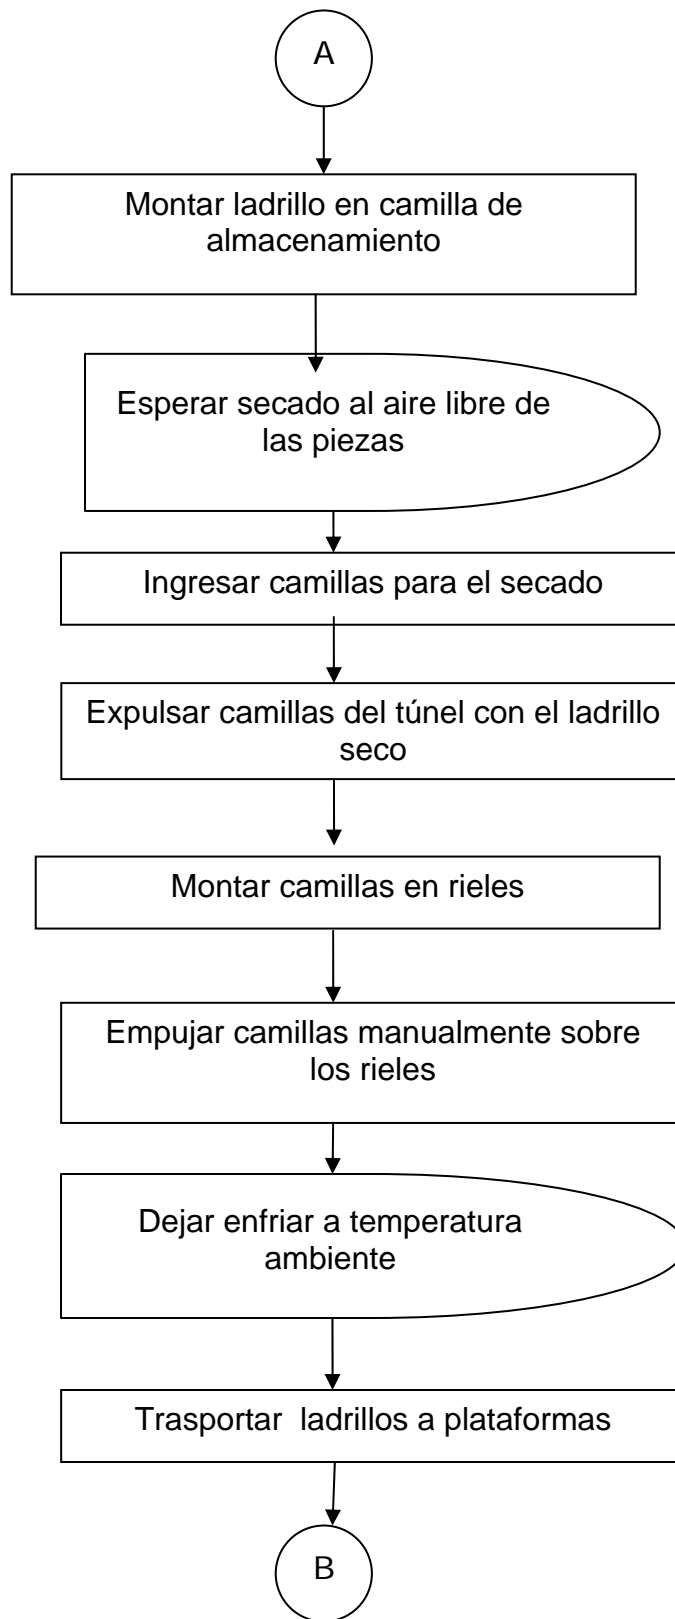 A
Montar ladrillo en camilla de
almacenamiento
Esperar secado al aire libre de
las piezas
Ingresar camillas para el secado
Expulsar camillas del túnel con el ladrillo
seco
Montar camillas en rieles
Empujar camillas manualmente sobre
los rieles
Dejar enfriar a temperatura
ambiente
Trasportar  ladrillos a plataformas
B